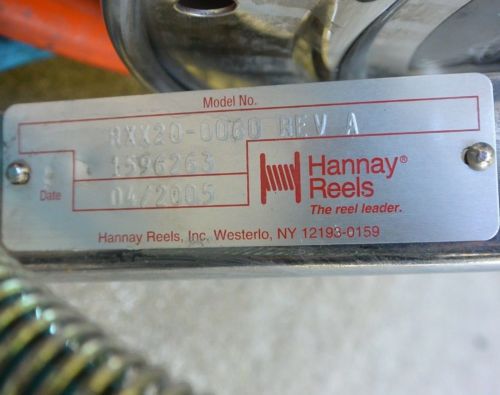 Model No.
RXX20-0060 REV A
1596263
Date
04/2005
Hannay®
Reels
The reel leader.
Hannay Reels, Inc. Westerlo, NY 12193-0159